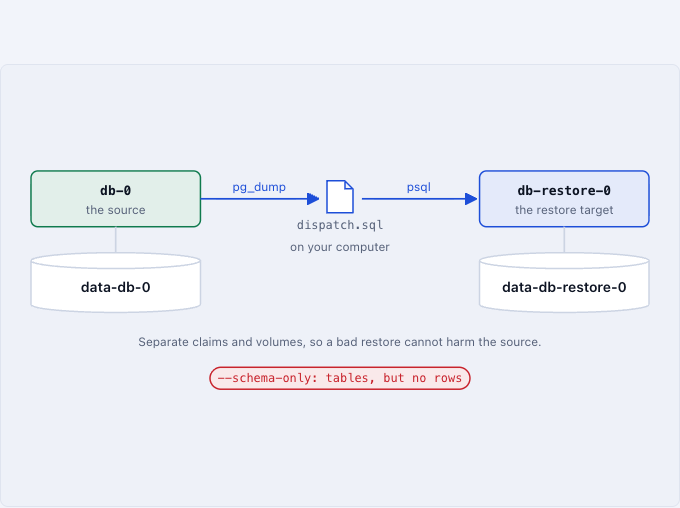 db-0
the source
pg_dump
psql
db-restore-0
the restore target
dispatch.sql
on your computer
data-db-0
data-db-restore-0
Separate claims and volumes, so a bad restore cannot harm the source.
--schema-only: tables, but no rows